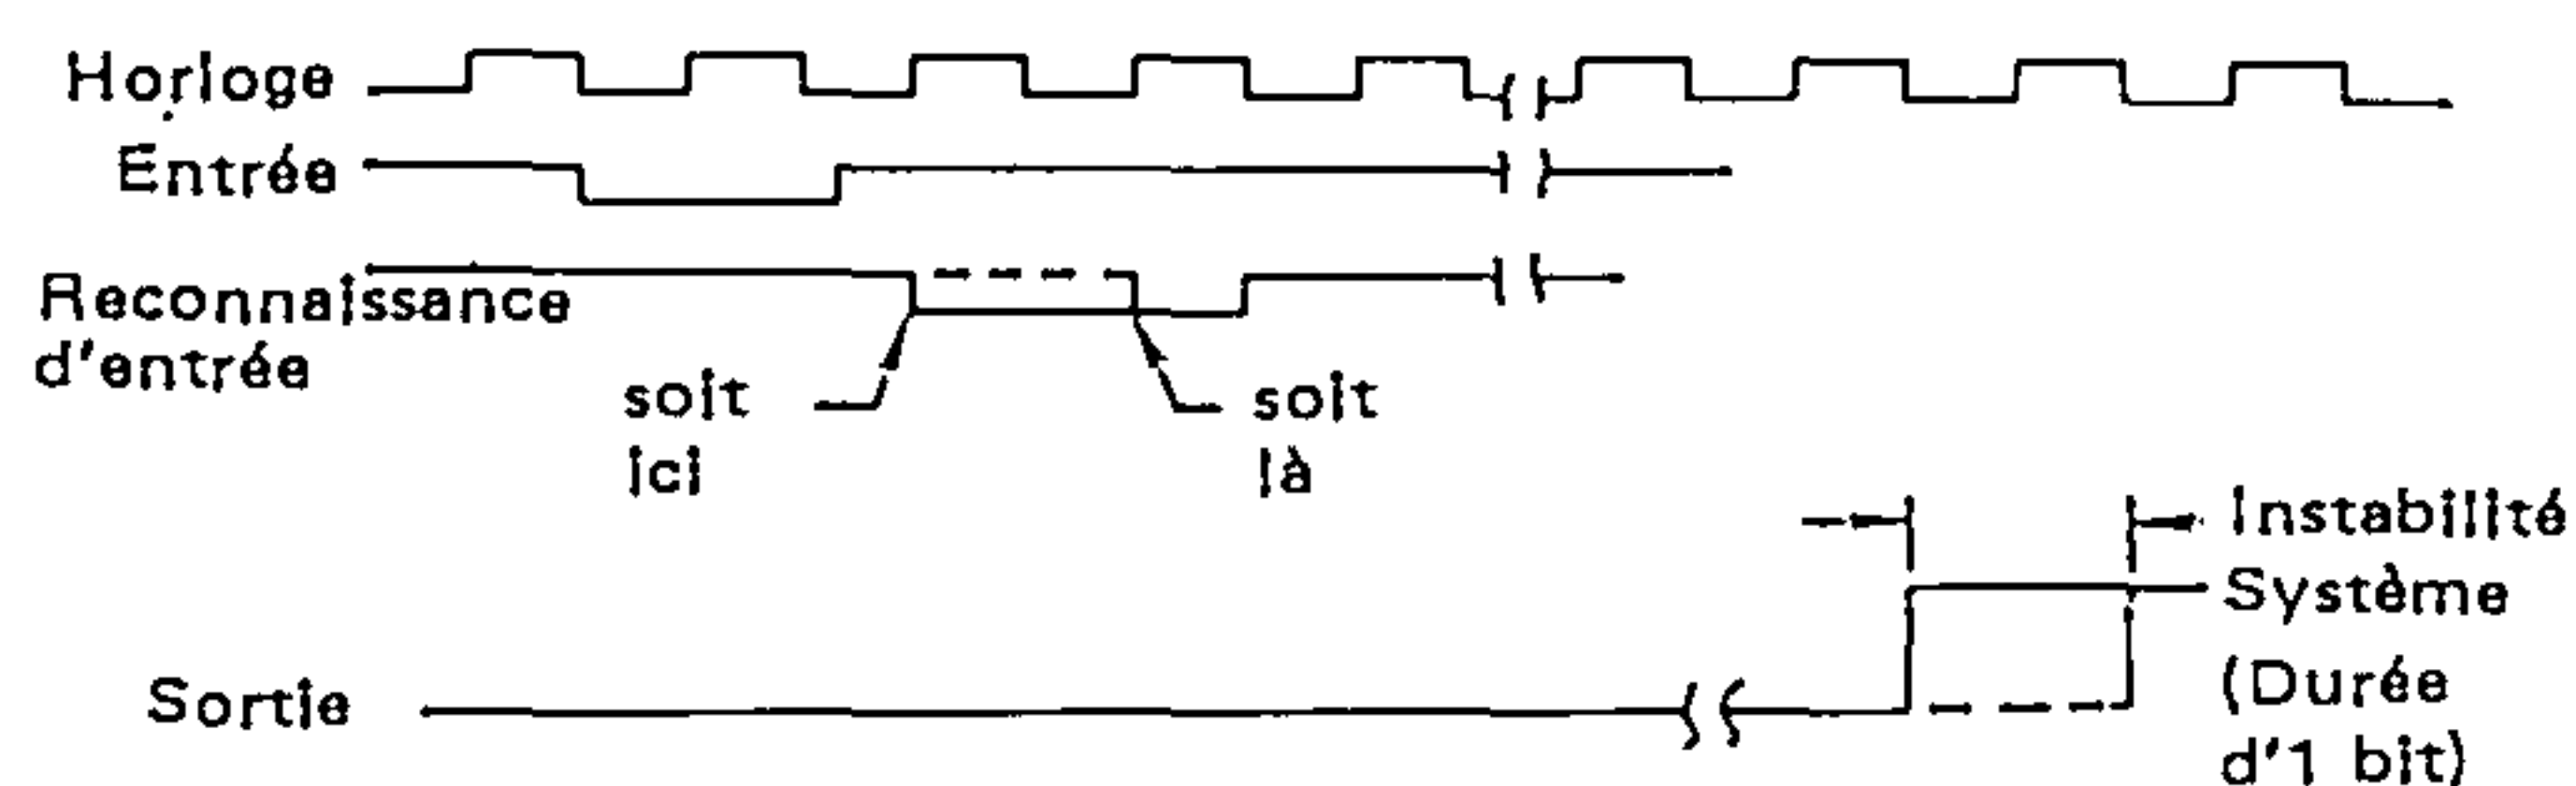 Horloge
Entrée
Reconnaissance
d'entrée
soit
ici
soit
là
Instabilité
Système
(Durée
d'1 bit)
Sortie